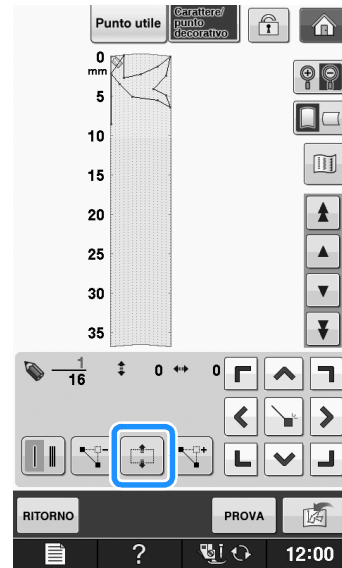 Punto utile
Carattere/
punto
decorativo
0
mm
5
10
15
20
25
30
35
1
16
0
0
RITORNO
PROVA
?
12:00